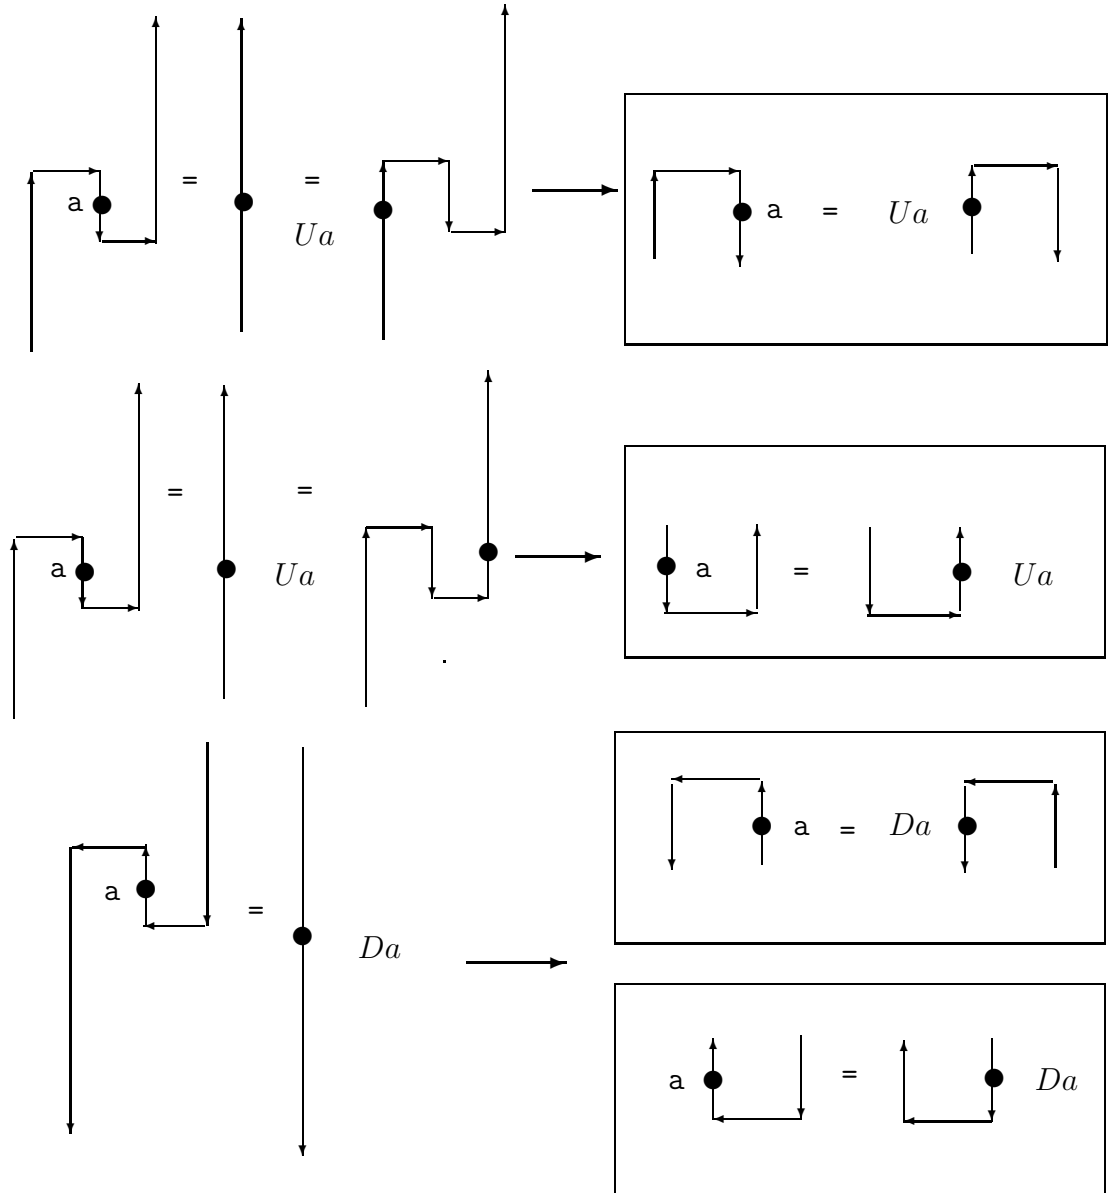 a = = Ua a = Ua
a = = Ua a = Ua
a = Da a = Da
a = Da